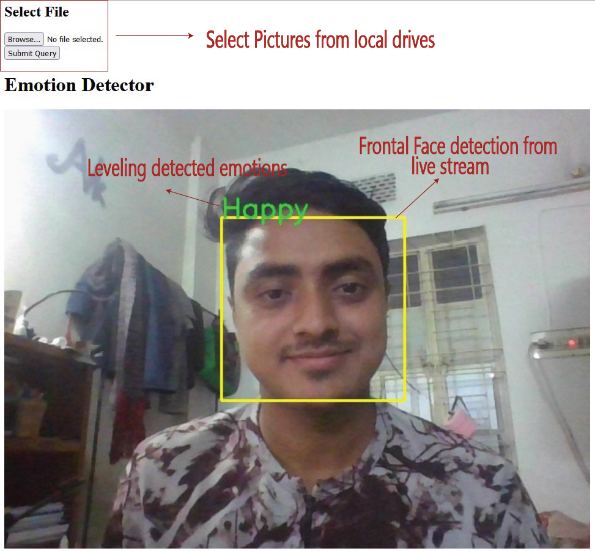 Select File
Browse... No file selected.
Submit Query
Select Pictures from local drives
Emotion Detector
Frontal Face detection from
live stream
Leveling detected emotions
Happy